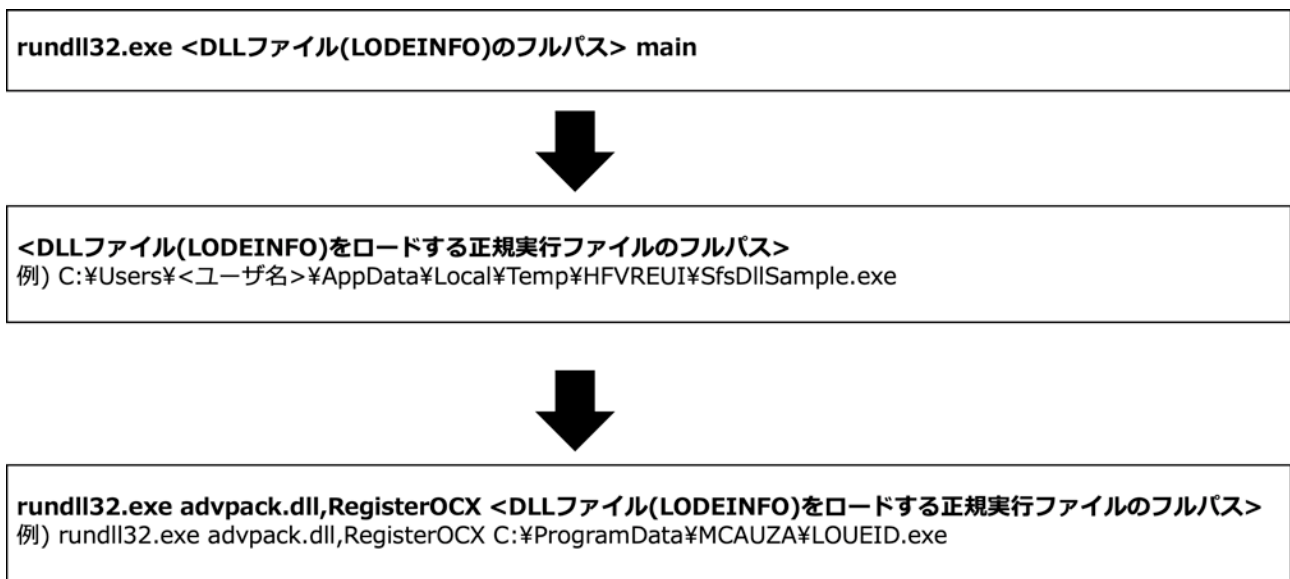 rundll32.exe <DLLファイル(LODEINFO)のフルパス> main
<DLLファイル(LODEINFO)をロードする正規実行ファイルのフルパス>
例) C:¥Users¥<ユーザ名>¥AppData¥Local¥Temp¥HFVREUI¥SfsDllSample.exe
rundll32.exe advpack.dll,RegisterOCX <DLLファイル(LODEINFO)をロードする正規実行ファイルのフルパス>
例) rundll32.exe advpack.dll,RegisterOCX C:¥ProgramData¥MCAUZA¥LOUEID.exe